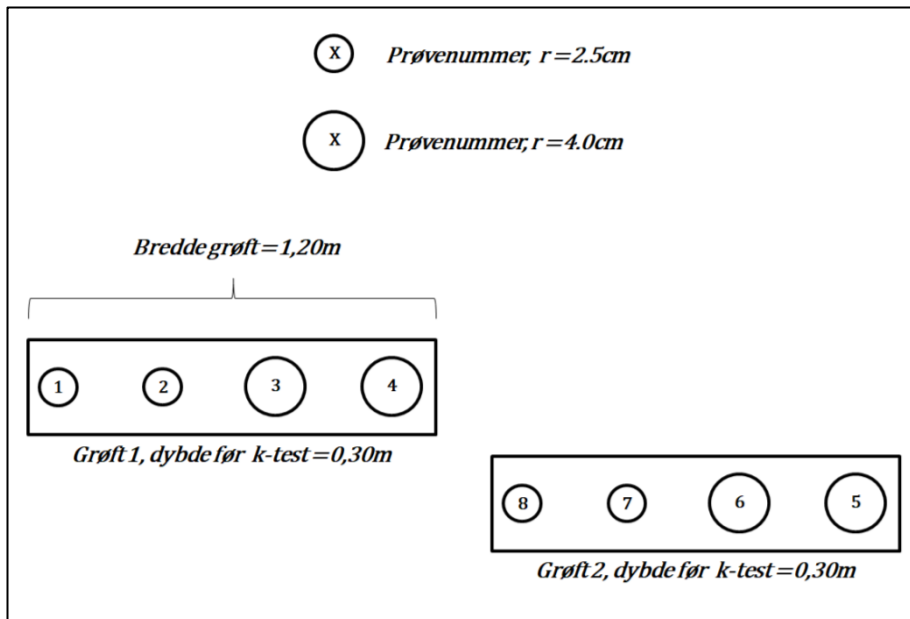 X Prøvenummer, r=2.5cm
X Prøvenummer, r=4.0cm
Bredde grøft=1,20m
1 2 3 4
Grøft 1, dybde før k-test=0,30m
8 7 6 5
Grøft 2, dybde før k-test=0,30m